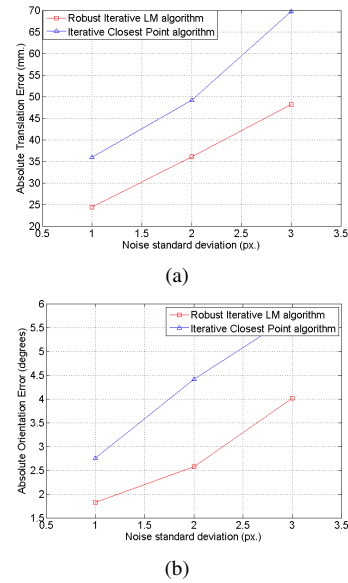 70
65
60
55
50
45
40
35
30
25
20
Absolute Translation Error (mm.)
Robust Iterative LM algorithm
Iterative Closest Point algorithm
0.5 1 1.5 2 2.5 3 3.5
Noise standard deviation (px.)
(a)
6
5.5
5
4.5
4
3.5
3
2.5
2
1.5
Absolute Orientation Error (degrees)
Robust Iterative LM algorithm
Iterative Closest Point algorithm
0.5 1 1.5 2 2.5 3 3.5
Noise standard deviation (px.)
(b)